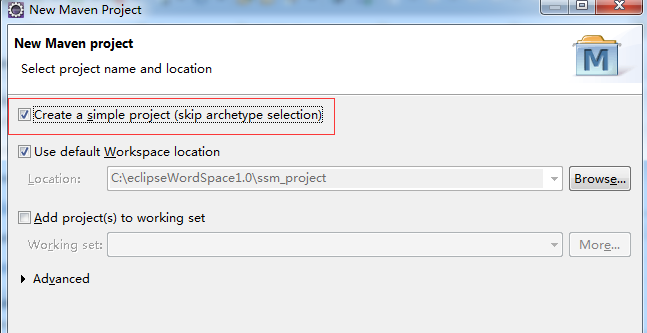 New Maven Project
New Maven project
Select project name and location
M
Create a simple project (skip archetype selection)
Use default Workspace location
Location: C:\eclipseWordSpace1.0\ssm_project Browse...
Add project(s) to working set
Working set: More...
Advanced